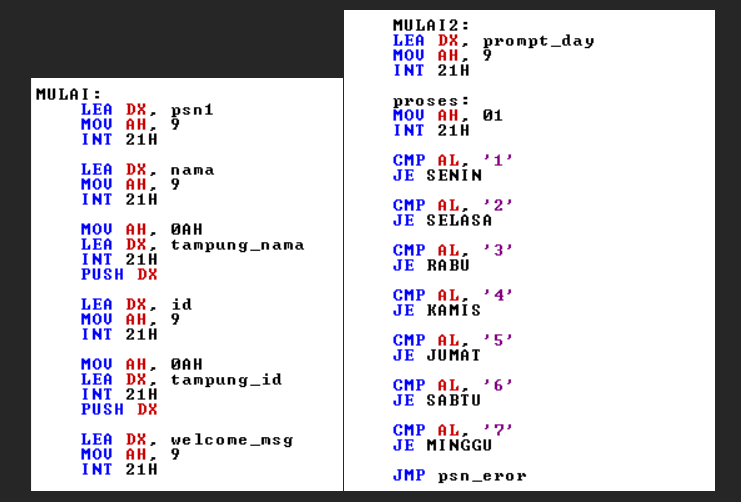 MULAI:
LEA DX, psn1
MOV AH, 9
INT 21H
LEA DX, nama
MOV AH, 9
INT 21H
MOV AH, 0AH
LEA DX, tampung_nama
INT 21H
PUSH DX
LEA DX, id
MOV AH, 9
INT 21H
MOV AH, 0AH
LEA DX, tampung_id
INT 21H
PUSH DX
LEA DX, welcome_msg
MOV AH, 9
INT 21H
MULAI2:
LEA DX, prompt_day
MOV AH, 9
INT 21H
proses:
MOV AH, 01
INT 21H
CMP AL, '1'
JE SENIN
CMP AL, '2'
JE SELASA
CMP AL, '3'
JE RABU
CMP AL, '4'
JE KAMIS
CMP AL, '5'
JE JUMAT
CMP AL, '6'
JE SABTU
CMP AL, '7'
JE MINGGU
JMP psn_eror